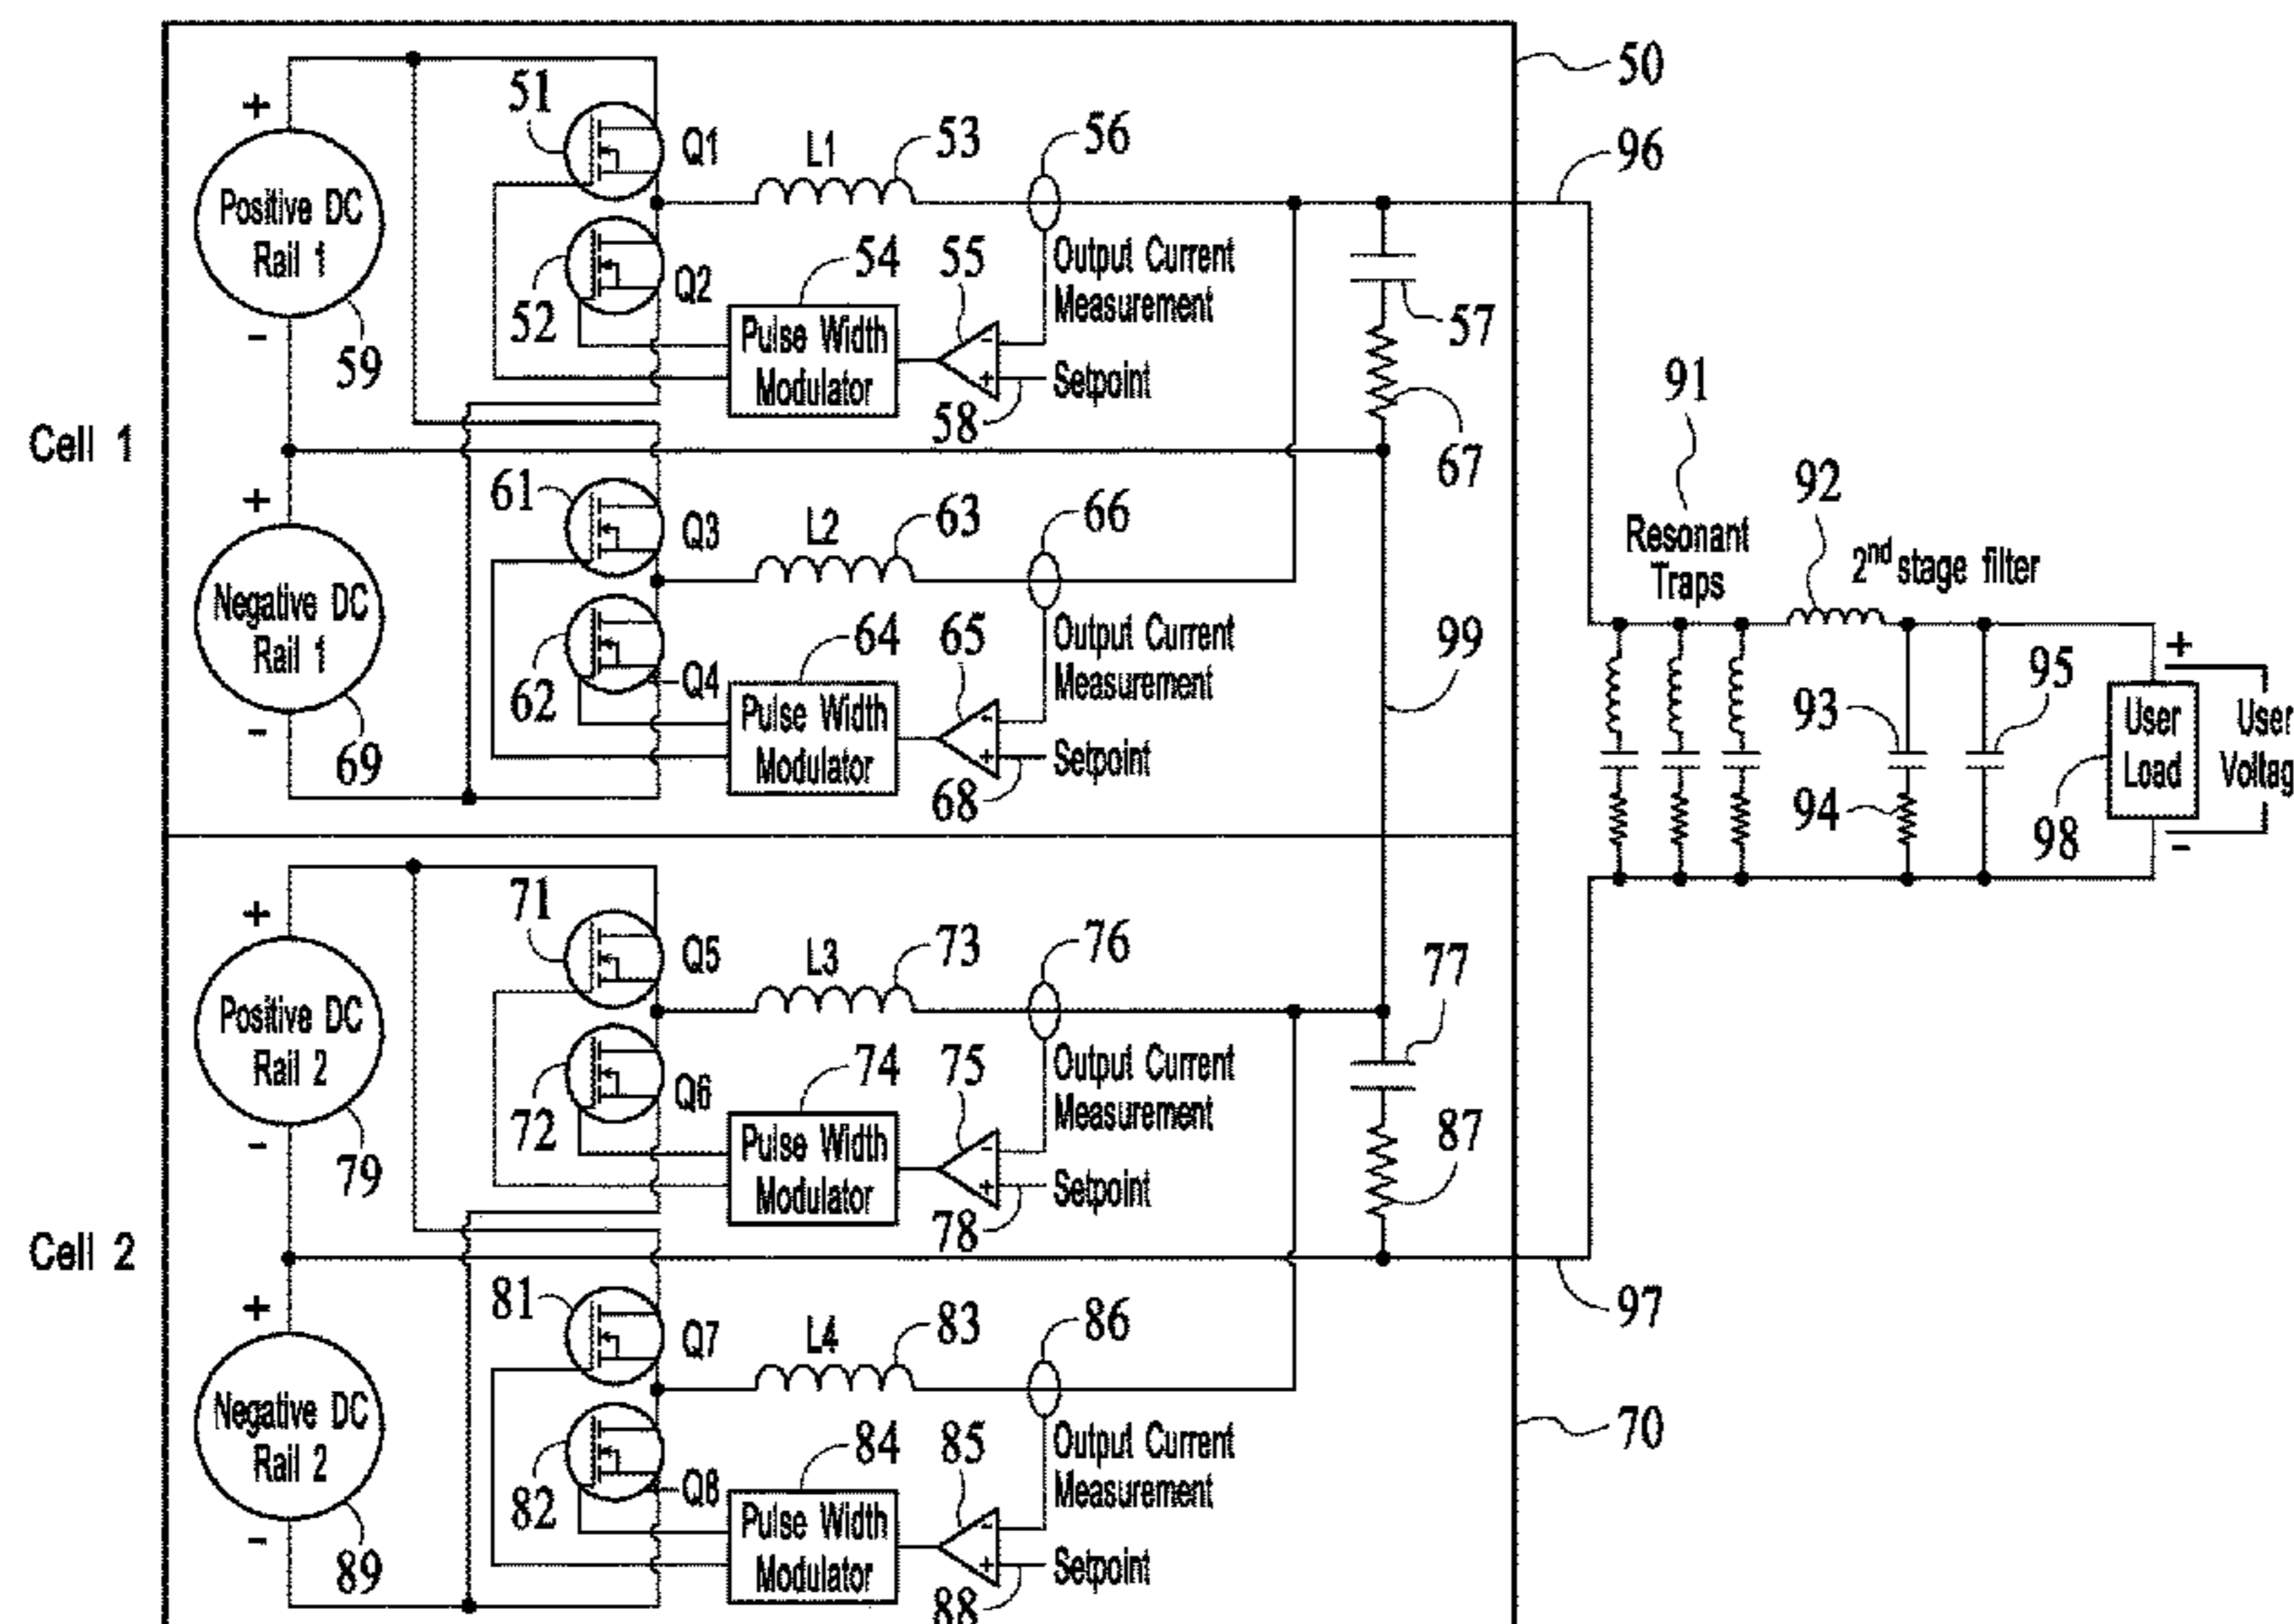 50
51
56
+
Q1
L1
53
96
Positive DC
Rail 1
54
55
Output Current
Measurement
Q2
52
57
-
59
Pulse Width
Modulator
-
+
Setpoint
58
67
91
Cell 1
61
+
Q3
L2
63
66
92
Resonant
Traps
2nd stage filter
Negative DC
Rail 1
64
65
Output Current
Measurement
99
Q4
62
93
95
+
User
Load
User
Voltag
-
69
Pulse Width
Modulator
-
+
Setpoint
68
94
98
-
71
+
Q5
L3
73
76
77
Positive DC
Rail 2
74
75
Output Current
Measurement
Q6
72
87
-
79
Pulse Width
Modulator
-
+
Setpoint
78
Cell 2
81
+
Q7
L4
83
86
97
Negative DC
Rail 2
84
85
Output Current
Measurement
70
Q8
82
-
89
Pulse Width
Modulator
-
+
Setpoint
88